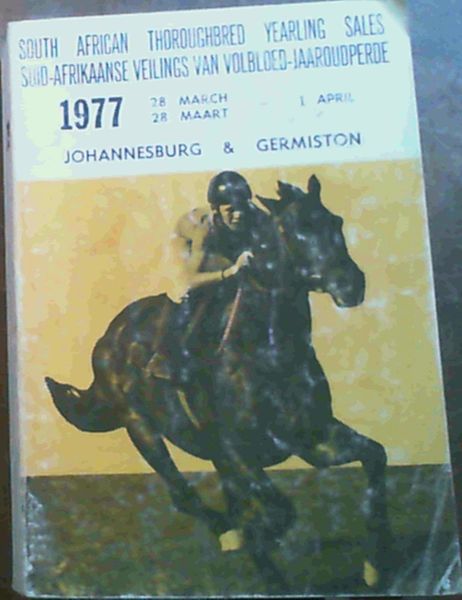 SOUTH AFRICAN THOROUGHBRED YEARLING SALES
SUID-AFRIKAANSE VEILINGS VAN VOLBLOED-JAAROUDPERDE
1977 28 MARCH – 1 APRIL
28 MAART
JOHANNESBURG & GERMISTON